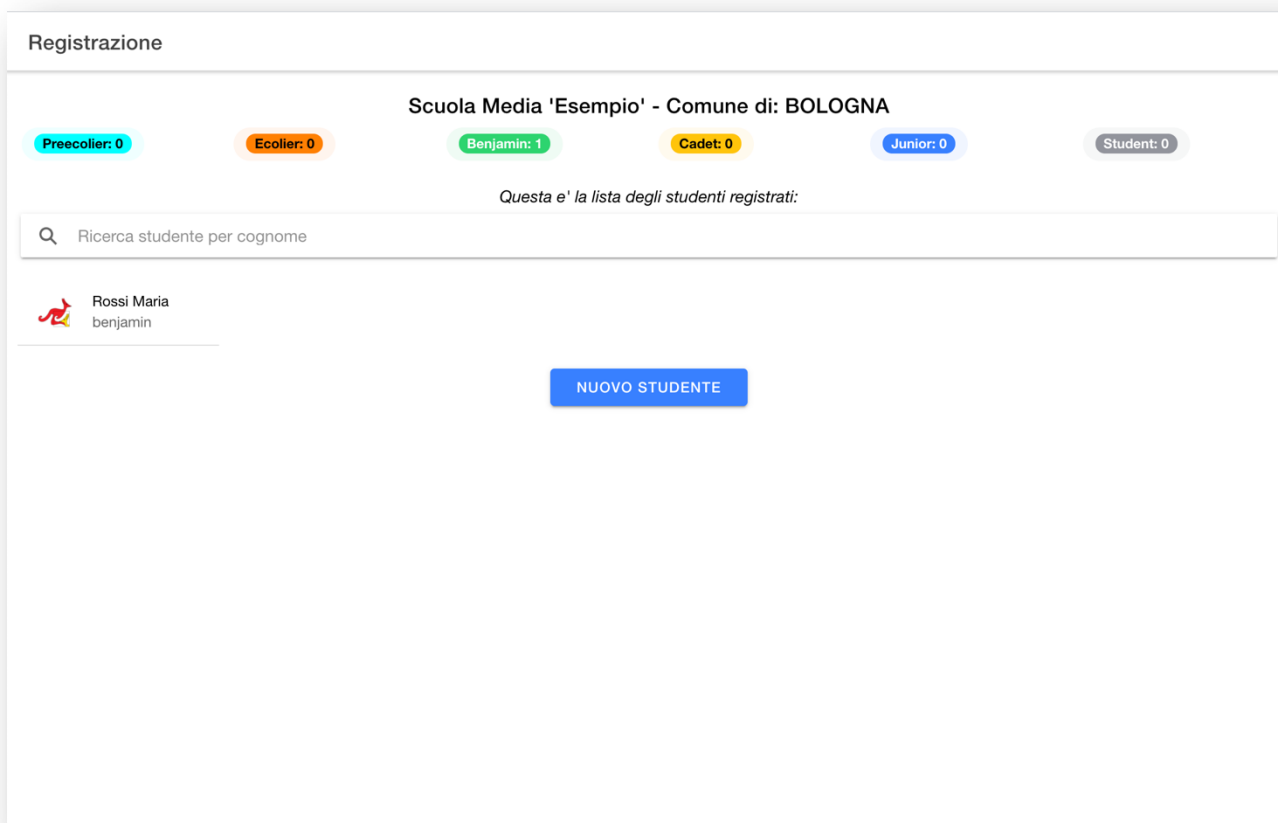 Registrazione
Scuola Media 'Esempio' - Comune di: BOLOGNA
Preecolier: 0 Ecolier: 0 Benjamin: 1 Cadet: 0 Junior: 0 Student: 0
Questa e' la lista degli studenti registrati:
Ricerca studente per cognome
Rossi Maria
benjamin
NUOVO STUDENTE